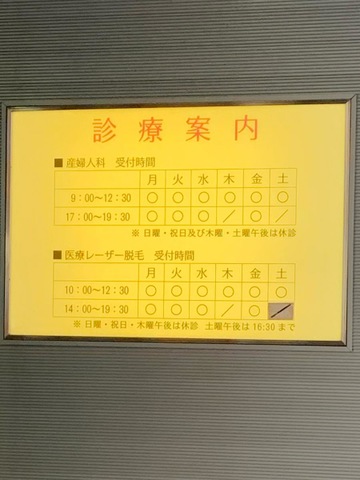 診療案内
■産婦人科 受付時間
月 火 水 木 金 土
9:00～12:30 ○ ○ ○ ○ ○ ○
17:00～19:30 ○ ○ ○ ／ ○ ／
※日曜・祝日及び木曜・土曜午後は休診
■医療レーザー脱毛 受付時間
月 火 水 木 金 土
10:00～12:30 ○ ○ ○ ○ ○ ○
14:00～19:30 ○ ○ ○ ／ ○ ／
※日曜・祝日・木曜午後は休診 土曜午後は16:30まで